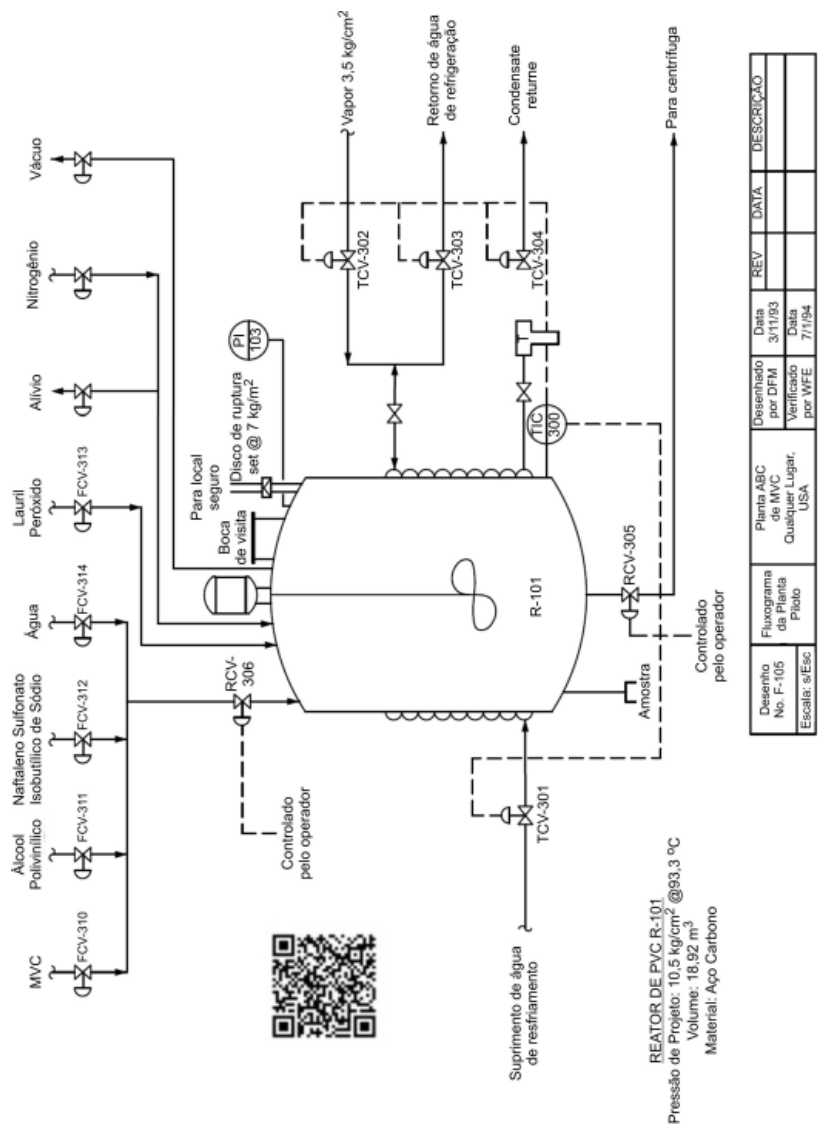 MVC
FCV-310
Álcool
Polivinílico
FCV-311
Naftaleno Sulfonato
Isobutílico de Sódio
FCV-312
Água
FCV-314
Lauril
Peróxido
FCV-313
Alívio
Nitrogênio
Vácuo
RCV-
306
Controlado
pelo operador
Boca
de visita
Para local
seguro
Disco de ruptura
set @ 7 kg/m2
PI
103
Vapor 3,5 kg/cm2
TCV-302
Retorno de água
de refrigeração
TCV-303
Condensate
returne
TCV-304
T
TIC
300
R-101
Suprimento de água
de resfriamento
TCV-301
Amostra
RCV-305
Controlado
pelo operador
Para centrífuga
REATOR DE PVC R-101
Pressão de Projeto: 10,5 kg/cm2 @93,3 ºC
Volume: 18,92 m3
Material: Aço Carbono
Desenho
No. F-105
Escala: s/Esc
Fluxograma
da Planta
Piloto
Planta ABC
de MVC
Qualquer Lugar,
USA
Desenhado
por DFM
Data
3/11/93
Verificado
por WFE
Data
7/1/94
REV
DATA
DESCRIÇÃO